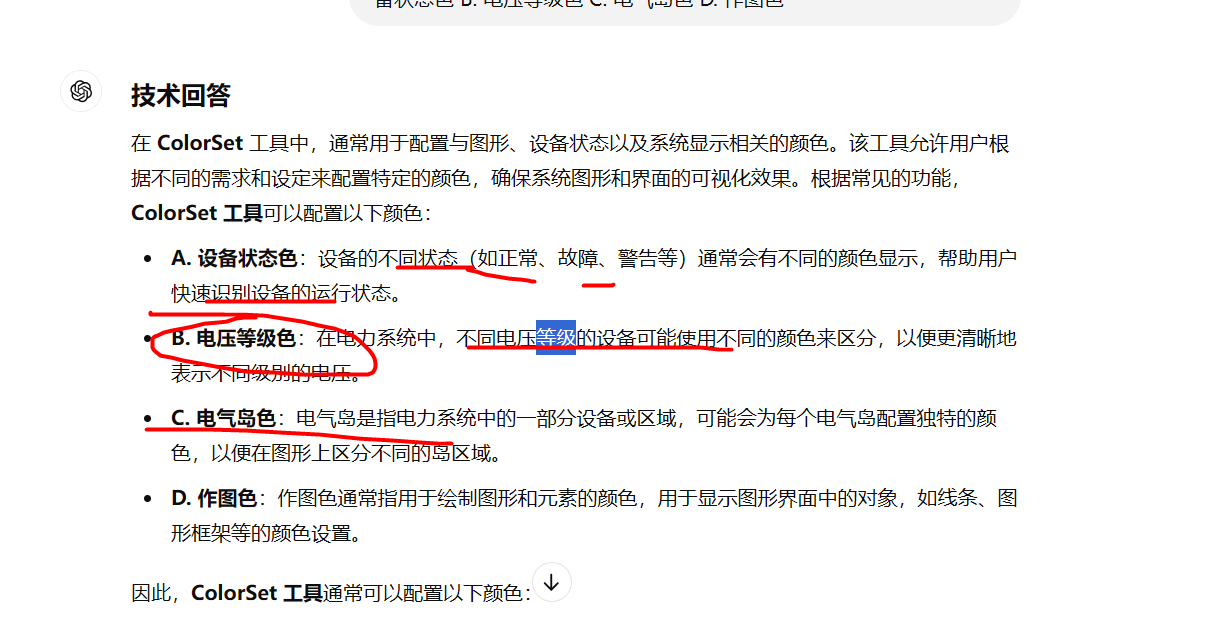 备状态色 B. 电压等级色 C. 电气岛色 D. 作图色
技术回答
在 ColorSet 工具中，通常用于配置与图形、设备状态以及系统显示相关的颜色。该工具允许用户根
据不同的需求和设定来配置特定的颜色，确保系统图形和界面的可视化效果。根据常见的功能，
ColorSet 工具可以配置以下颜色：
• A. 设备状态色：设备的不同状态（如正常、故障、警告等）通常会有不同的颜色显示，帮助用户
快速识别设备的运行状态。
• B. 电压等级色：在电力系统中，不同电压等级的设备可能使用不同的颜色来区分，以便更清晰地
表示不同级别的电压。
• C. 电气岛色：电气岛是指电力系统中的一部分设备或区域，可能会为每个电气岛配置独特的颜
色，以便在图形上区分不同的岛区域。
• D. 作图色：作图色通常指用于绘制图形和元素的颜色，用于显示图形界面中的对象，如线条、图
形框架等的颜色设置。
因此，ColorSet 工具通常可以配置以下颜色：